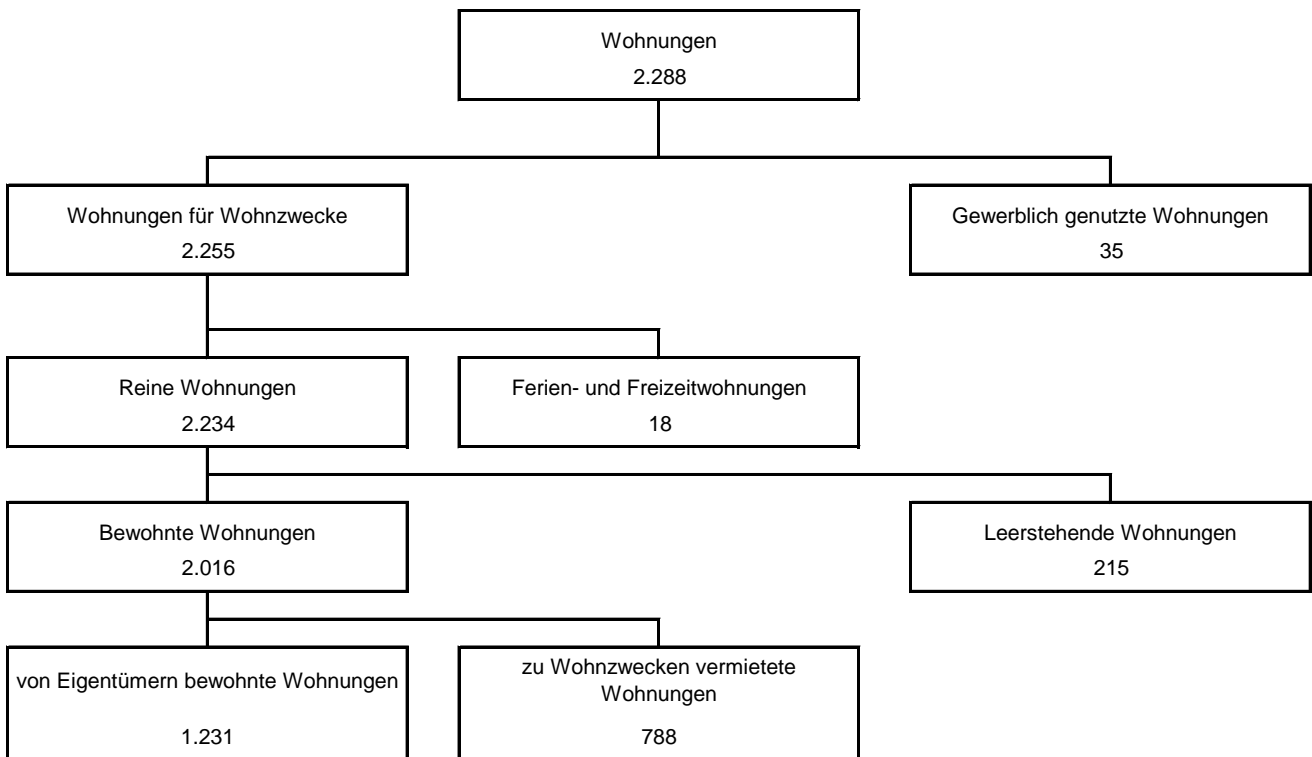 Wohnungen
2.288
Wohnungen für Wohnzwecke
2.255
Gewerblich genutzte Wohnungen
35
Reine Wohnungen
2.234
Ferien- und Freizeitwohnungen
18
Bewohnte Wohnungen
2.016
Leerstehende Wohnungen
215
von Eigentümern bewohnte Wohnungen
1.231
zu Wohnzwecken vermietete
Wohnungen
788